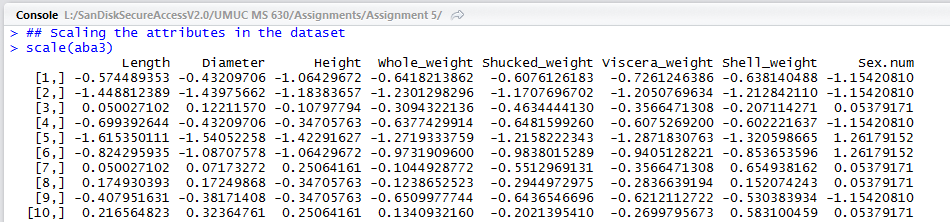 Console L:/SanDiskSecureAccessV2.0/UMUC MS 630/Assignments/Assignment 5/
> ## Scaling the attributes in the dataset
> scale(aba3)
Length Diameter Height Whole_weight Shucked_weight Viscera_weight Shell_weight Sex.num
[1,] -0.574489353 -0.43209706 -1.06429672 -0.6418213862 -0.6076126183 -0.7261246386 -0.638140488 -1.15420810
[2,] -1.448812389 -1.43975662 -1.18383657 -1.2301298296 -1.1707696702 -1.2050769634 -1.212842110 -1.15420810
[3,] 0.050027102 0.12211570 -0.10797794 -0.3094322136 -0.4634444130 -0.3566471308 -0.207114271 0.05379171
[4,] -0.699392644 -0.43209706 -0.34705763 -0.6377429914 -0.6481599260 -0.6075269200 -0.602221637 -1.15420810
[5,] -1.615350111 -1.54052258 -1.42291627 -1.2719333759 -1.2158222343 -1.2871830763 -1.320598665 1.26179152
[6,] -0.824295935 -1.08707578 -1.06429672 -0.9731909600 -0.9838015289 -0.9405128221 -0.853653596 1.26179152
[7,] 0.050027102 0.07173272 0.25064161 -0.1044928772 -0.5512969131 -0.3566471308 0.654938162 0.05379171
[8,] 0.174930393 0.17249868 -0.34705763 -0.1238652523 -0.2944972975 -0.2836639194 0.152074243 0.05379171
[9,] -0.407951631 -0.38171408 -0.34705763 -0.6509977044 -0.6436546696 -0.6212112722 -0.530383934 -1.15420810
[10,] 0.216564823 0.32364761 0.25064161 0.1340932160 -0.2021395410 -0.2699795673 0.583100459 0.05379171